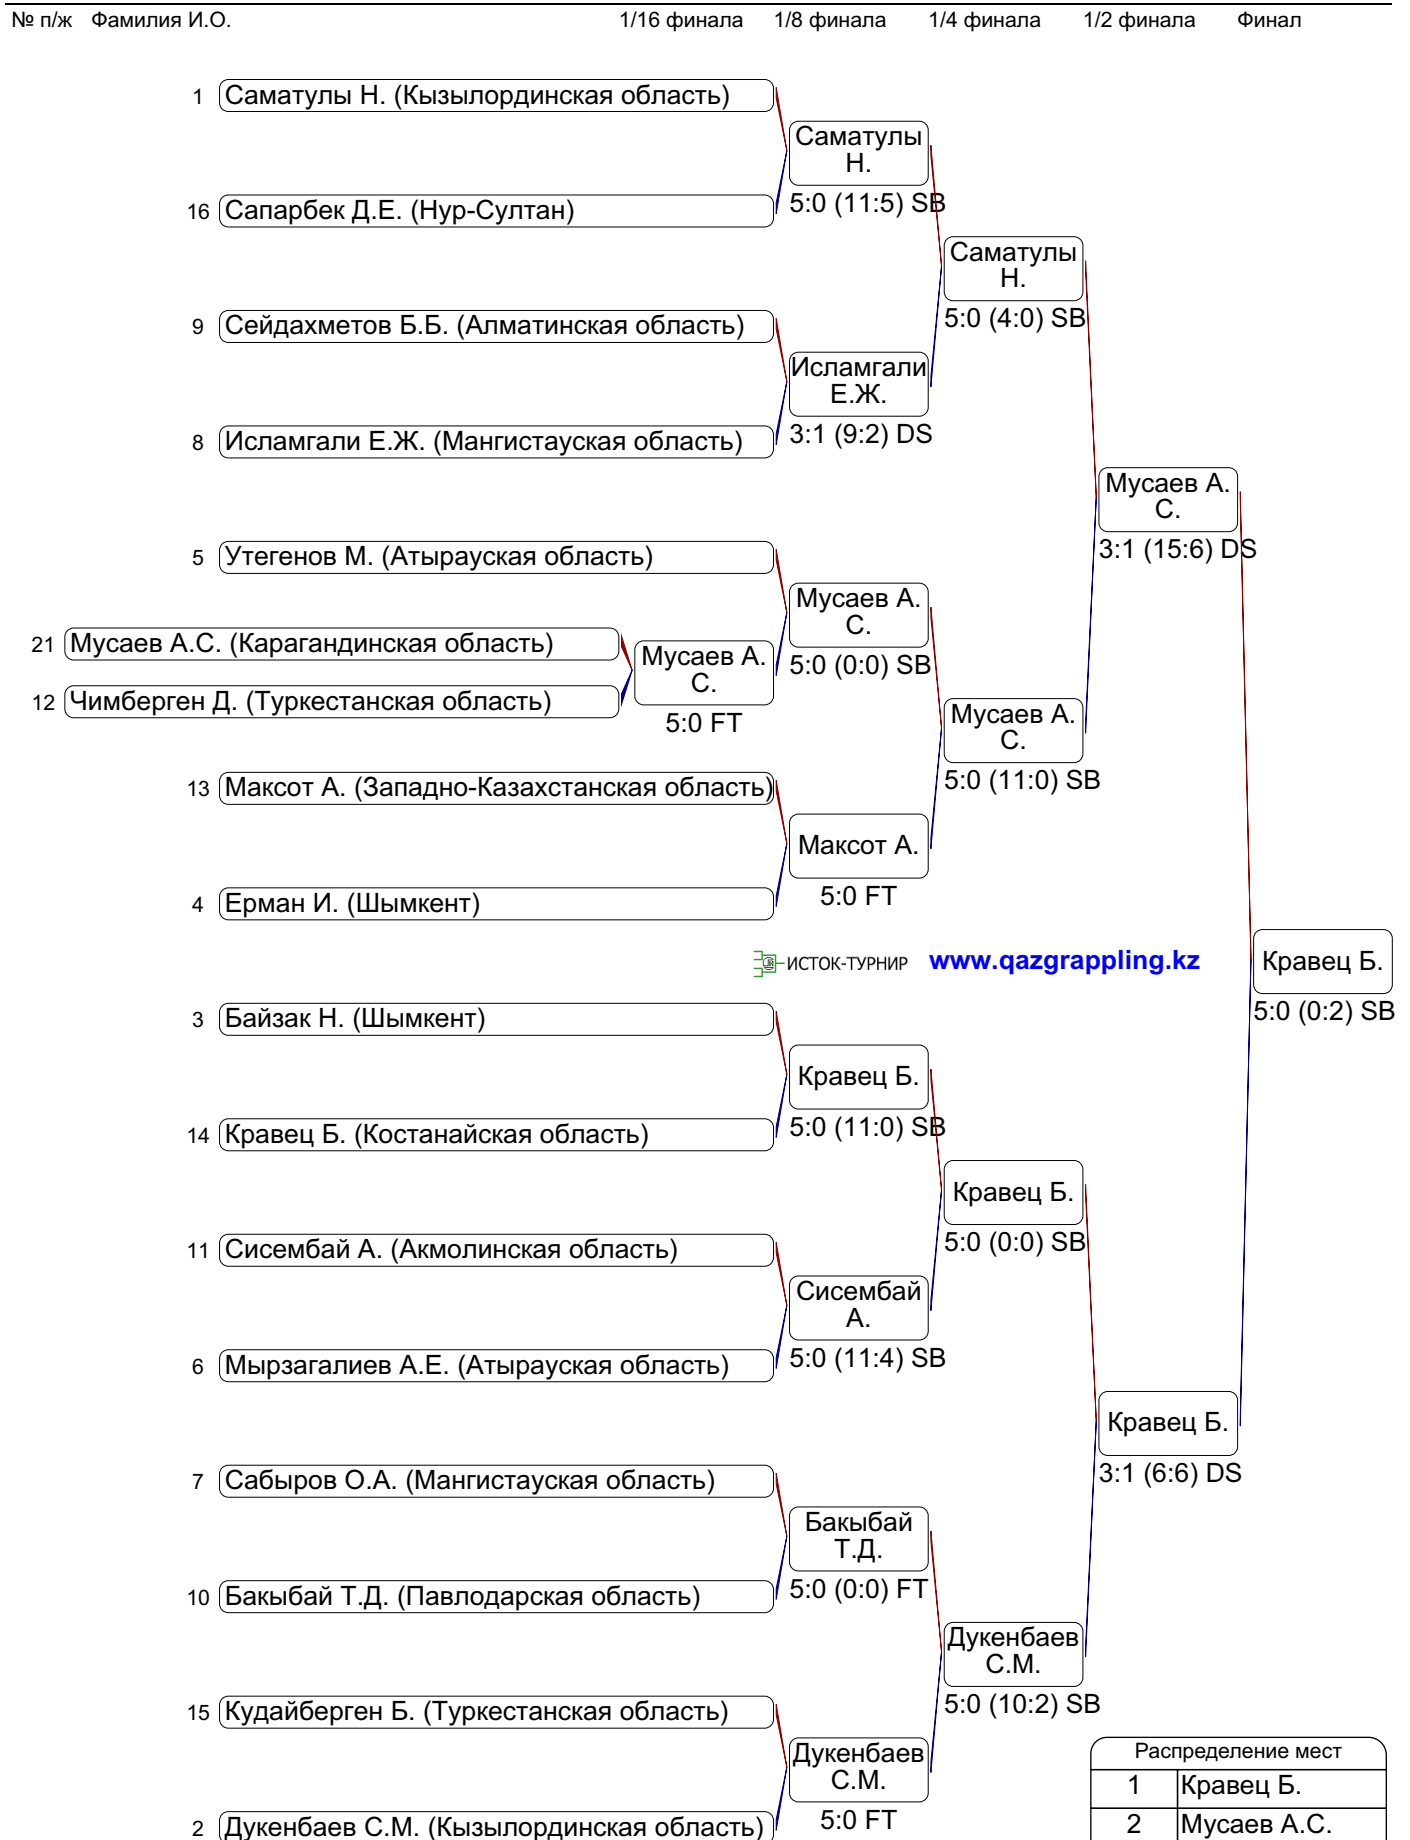 № п/ж Фамилия И.О. 1/16 финала 1/8 финала 1/4 финала 1/2 финала Финал
1 Саматулы Н. (Кызылординская область)
Саматулы
Н.
16 Сапарбек Д.Е. (Нур-Султан)
5:0 (11:5) SB
Саматулы
Н.
5:0 (4:0) SB
9 Сейдахметов Б.Б. (Алматинская область)
Исламгали
Е.Ж.
8 Исламгали Е.Ж. (Мангистауская область)
3:1 (9:2) DS
Мусаев А.
С.
3:1 (15:6) DS
5 Утегенов М. (Атырауская область)
Мусаев А.
С.
5:0 (0:0) SB
21 Мусаев А.С. (Карагандинская область)
Мусаев А.
С.
12 Чимберген Д. (Туркестанская область)
5:0 FT
Мусаев А.
С.
5:0 (11:0) SB
13 Максот А. (Западно-Казахстанская область)
Максот А.
5:0 FT
4 Ерман И. (Шымкент)
ИСТОК-ТУРНИР www.qazgrappling.kz
Кравец Б.
5:0 (0:2) SB
3 Байзак Н. (Шымкент)
Кравец Б.
5:0 (11:0) SB
14 Кравец Б. (Костанайская область)
Кравец Б.
5:0 (0:0) SB
11 Сисембай А. (Акмолинская область)
Сисембай
А.
5:0 (11:4) SB
6 Мырзагалиев А.Е. (Атырауская область)
Кравец Б.
3:1 (6:6) DS
7 Сабыров О.А. (Мангистауская область)
Бакыбай
Т.Д.
5:0 (0:0) FT
10 Бакыбай Т.Д. (Павлодарская область)
Дукенбаев
С.М.
5:0 (10:2) SB
15 Кудайберген Б. (Туркестанская область)
Дукенбаев
С.М.
5:0 FT
2 Дукенбаев С.М. (Кызылординская область)
Распределение мест
1 Кравец Б.
2 Мусаев А.С.